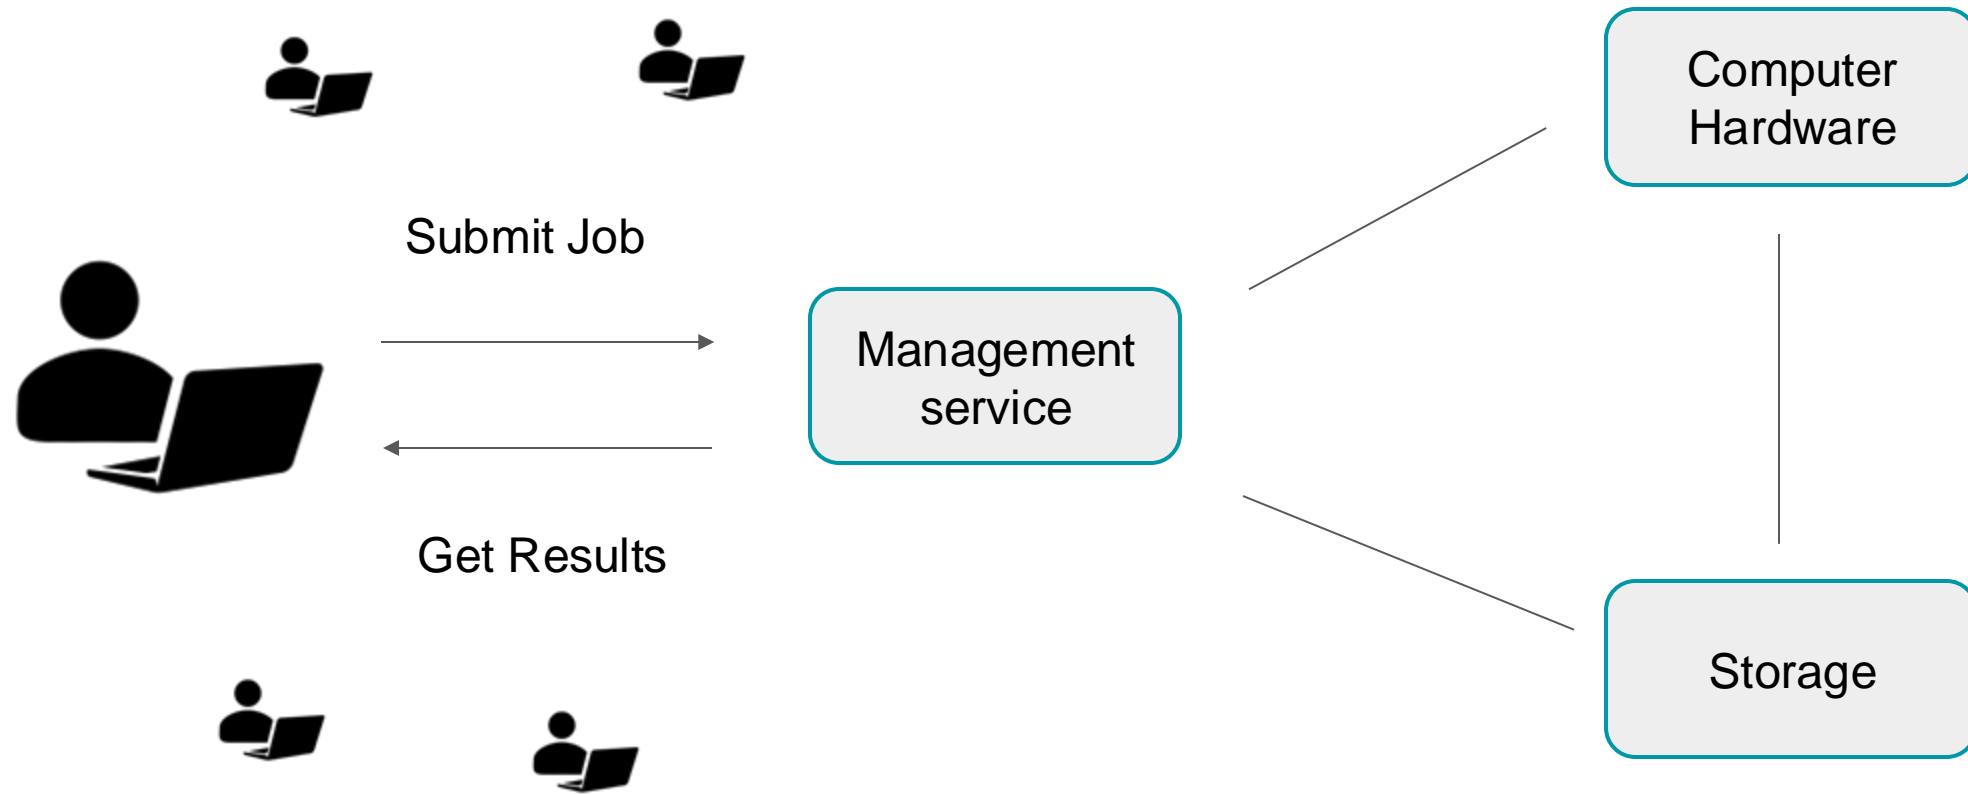 Computer
Hardware
Submit Job
Management
service
Get Results
Storage